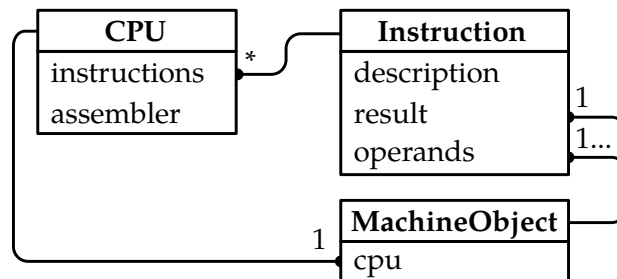 CPU
instructions
assembler
*
Instruction
description
result
operands
1
1...
MachineObject
cpu
1